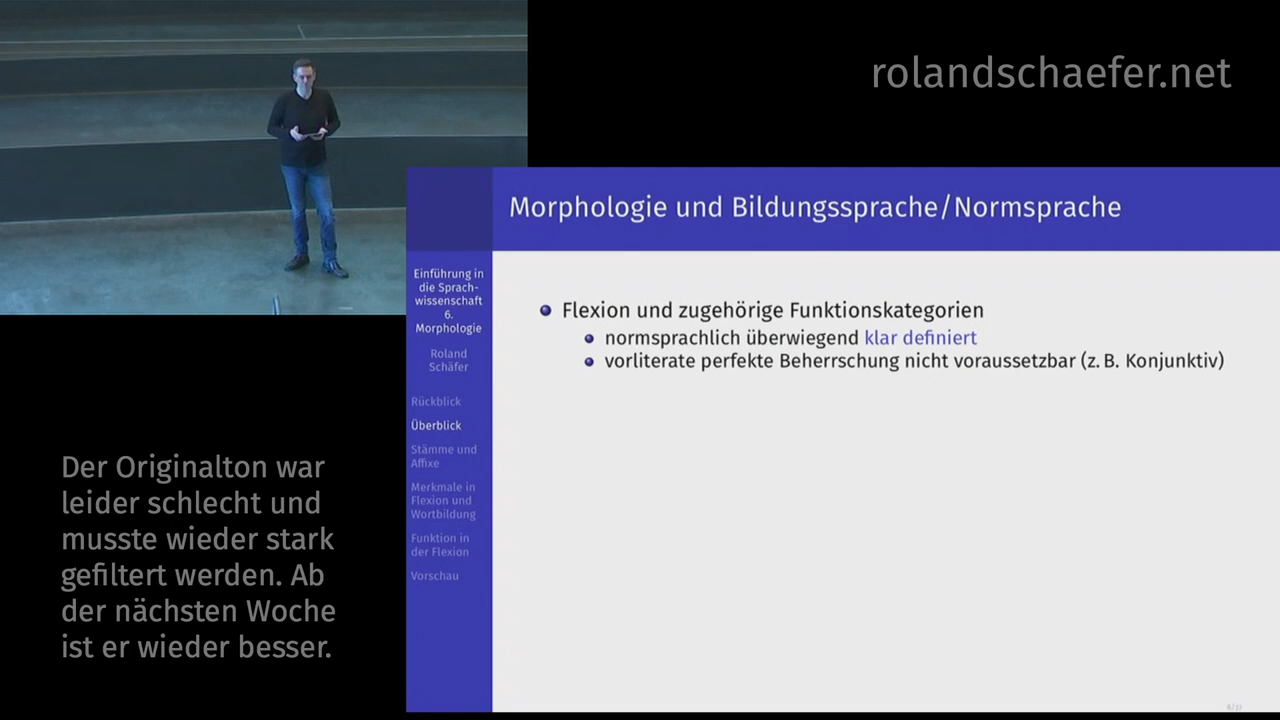 rolandschaefer.net
Morphologie und Bildungssprache/Normsprache
Einführung in
die Sprach-
wissenschaft
6.
Morphologie
Roland
Schäfer
Rückblick
Überblick
Stämme und
Affixe
Merkmale in
Flexion und
Wortbildung
Funktion in
der Flexion
Vorschau
Flexion und zugehörige Funktionskategorien
normsprachlich überwiegend klar definiert
vorliterate perfekte Beherrschung nicht voraussetzbar (z. B. Konjunktiv)
Der Originalton war
leider schlecht und
musste wieder stark
gefiltert werden. Ab
der nächsten Woche
ist er wieder besser.